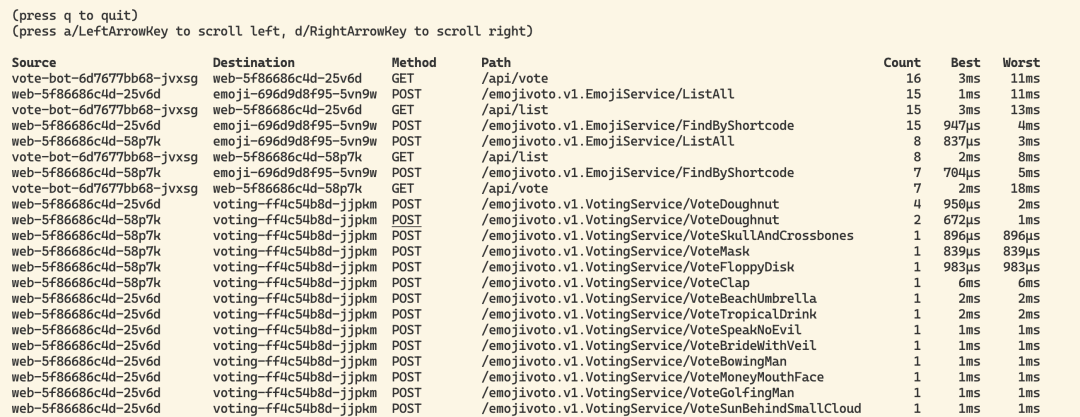 (press q to quit)
(press a/LeftArrowKey to scroll left, d/RightArrowKey to scroll right)
Source Destination Method Path Count Best Worst
vote-bot-6d7677bb68-jvxsg web-5f86686c4d-25v6d GET /api/vote 16 3ms 11ms
web-5f86686c4d-25v6d emoji-696d9d8f95-5vn9w POST /emojivoto.v1.EmojiService/ListAll 15 1ms 11ms
vote-bot-6d7677bb68-jvxsg web-5f86686c4d-25v6d GET /api/list 15 3ms 13ms
web-5f86686c4d-25v6d emoji-696d9d8f95-5vn9w POST /emojivoto.v1.EmojiService/FindByShortcode 15 947µs 4ms
web-5f86686c4d-58p7k emoji-696d9d8f95-5vn9w POST /emojivoto.v1.EmojiService/ListAll 8 837µs 3ms
vote-bot-6d7677bb68-jvxsg web-5f86686c4d-58p7k GET /api/list 8 2ms 8ms
web-5f86686c4d-58p7k emoji-696d9d8f95-5vn9w POST /emojivoto.v1.EmojiService/FindByShortcode 7 704µs 5ms
vote-bot-6d7677bb68-jvxsg web-5f86686c4d-58p7k GET /api/vote 7 2ms 18ms
web-5f86686c4d-25v6d voting-ff4c54b8d-jjpkm POST /emojivoto.v1.VotingService/VoteDoughnut 4 950µs 2ms
web-5f86686c4d-58p7k voting-ff4c54b8d-jjpkm POST /emojivoto.v1.VotingService/VoteDoughnut 2 672µs 1ms
web-5f86686c4d-58p7k voting-ff4c54b8d-jjpkm POST /emojivoto.v1.VotingService/VoteSkullAndCrossbones 1 896µs 896µs
web-5f86686c4d-58p7k voting-ff4c54b8d-jjpkm POST /emojivoto.v1.VotingService/VoteMask 1 839µs 839µs
web-5f86686c4d-58p7k voting-ff4c54b8d-jjpkm POST /emojivoto.v1.VotingService/VoteFloppyDisk 1 983µs 983µs
web-5f86686c4d-58p7k voting-ff4c54b8d-jjpkm POST /emojivoto.v1.VotingService/VoteClap 1 6ms 6ms
web-5f86686c4d-25v6d voting-ff4c54b8d-jjpkm POST /emojivoto.v1.VotingService/VoteBeachUmbrella 1 2ms 2ms
web-5f86686c4d-25v6d voting-ff4c54b8d-jjpkm POST /emojivoto.v1.VotingService/VoteTropicalDrink 1 2ms 2ms
web-5f86686c4d-25v6d voting-ff4c54b8d-jjpkm POST /emojivoto.v1.VotingService/VoteSpeakNoEvil 1 1ms 1ms
web-5f86686c4d-25v6d voting-ff4c54b8d-jjpkm POST /emojivoto.v1.VotingService/VoteBrideWithVeil 1 1ms 1ms
web-5f86686c4d-25v6d voting-ff4c54b8d-jjpkm POST /emojivoto.v1.VotingService/VoteBowingMan 1 1ms 1ms
web-5f86686c4d-25v6d voting-ff4c54b8d-jjpkm POST /emojivoto.v1.VotingService/VoteMoneyMouthFace 1 1ms 1ms
web-5f86686c4d-25v6d voting-ff4c54b8d-jjpkm POST /emojivoto.v1.VotingService/VoteGolfingMan 1 1ms 1ms
web-5f86686c4d-25v6d voting-ff4c54b8d-jjpkm POST /emojivoto.v1.VotingService/VoteSunBehindSmallCloud 1 1ms 1ms